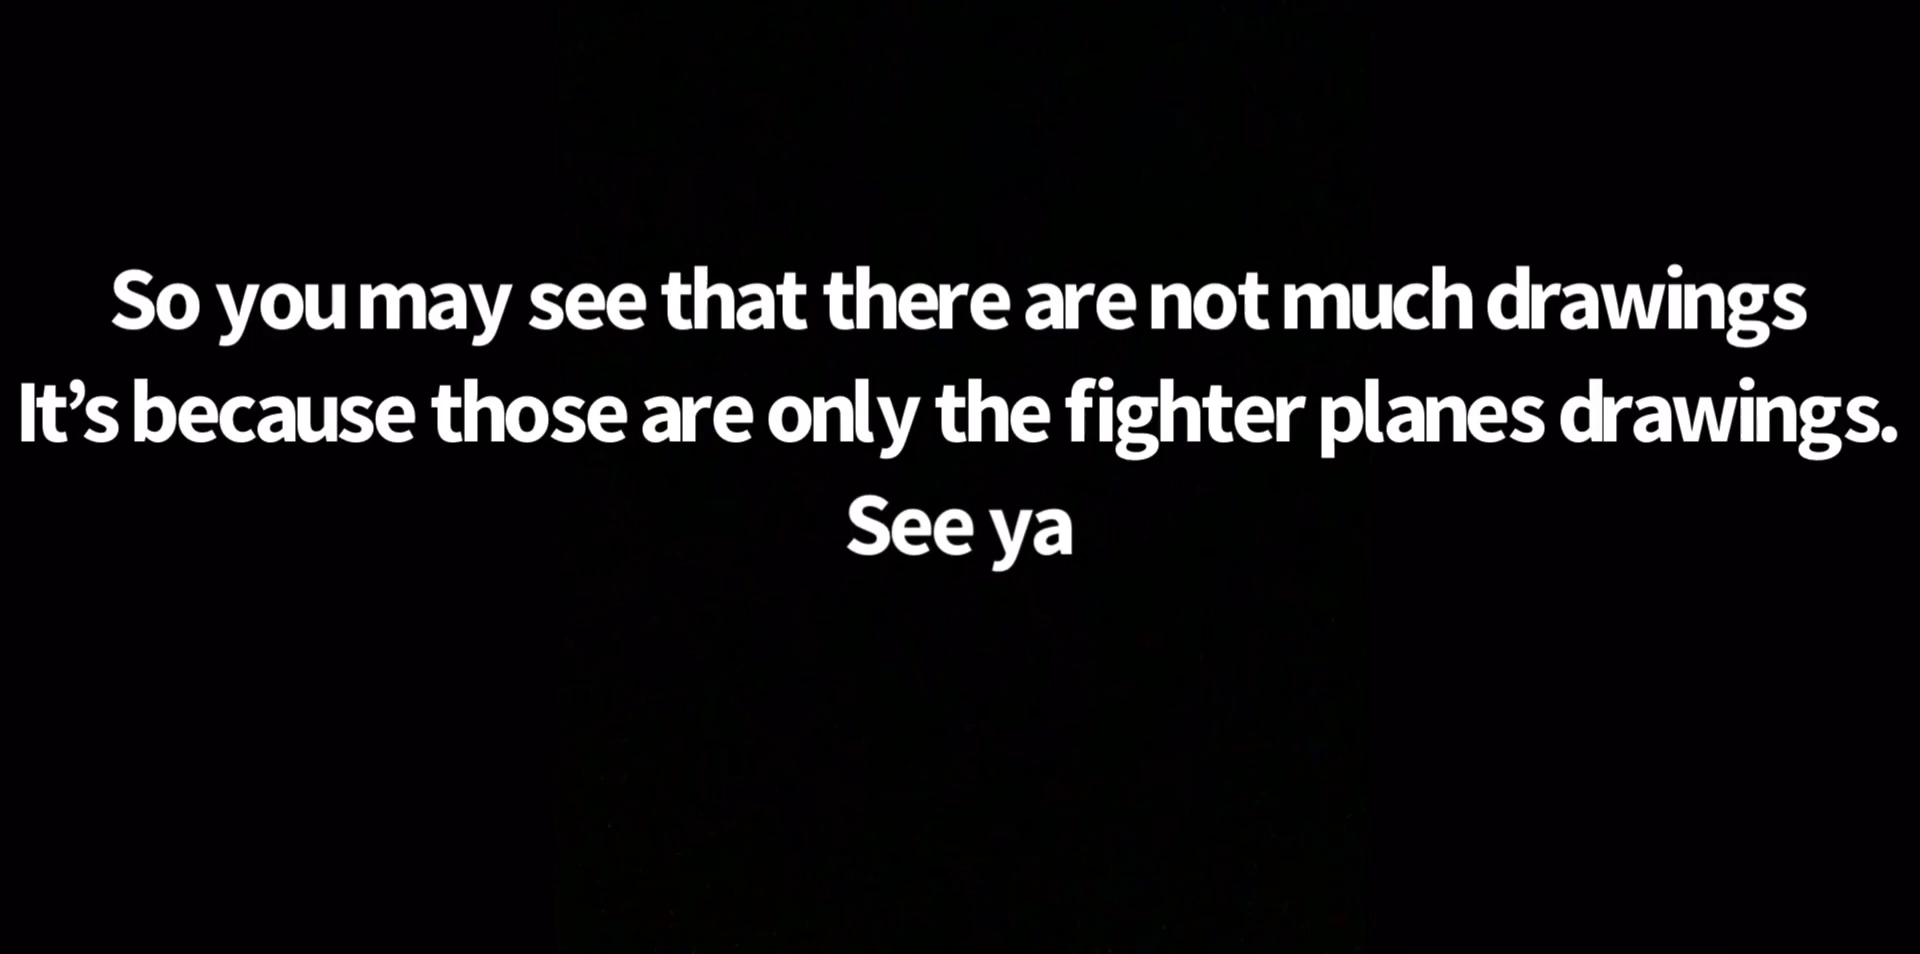 So you may see that there are not much drawings
It’s because those are only the fighter planes drawings.
See ya